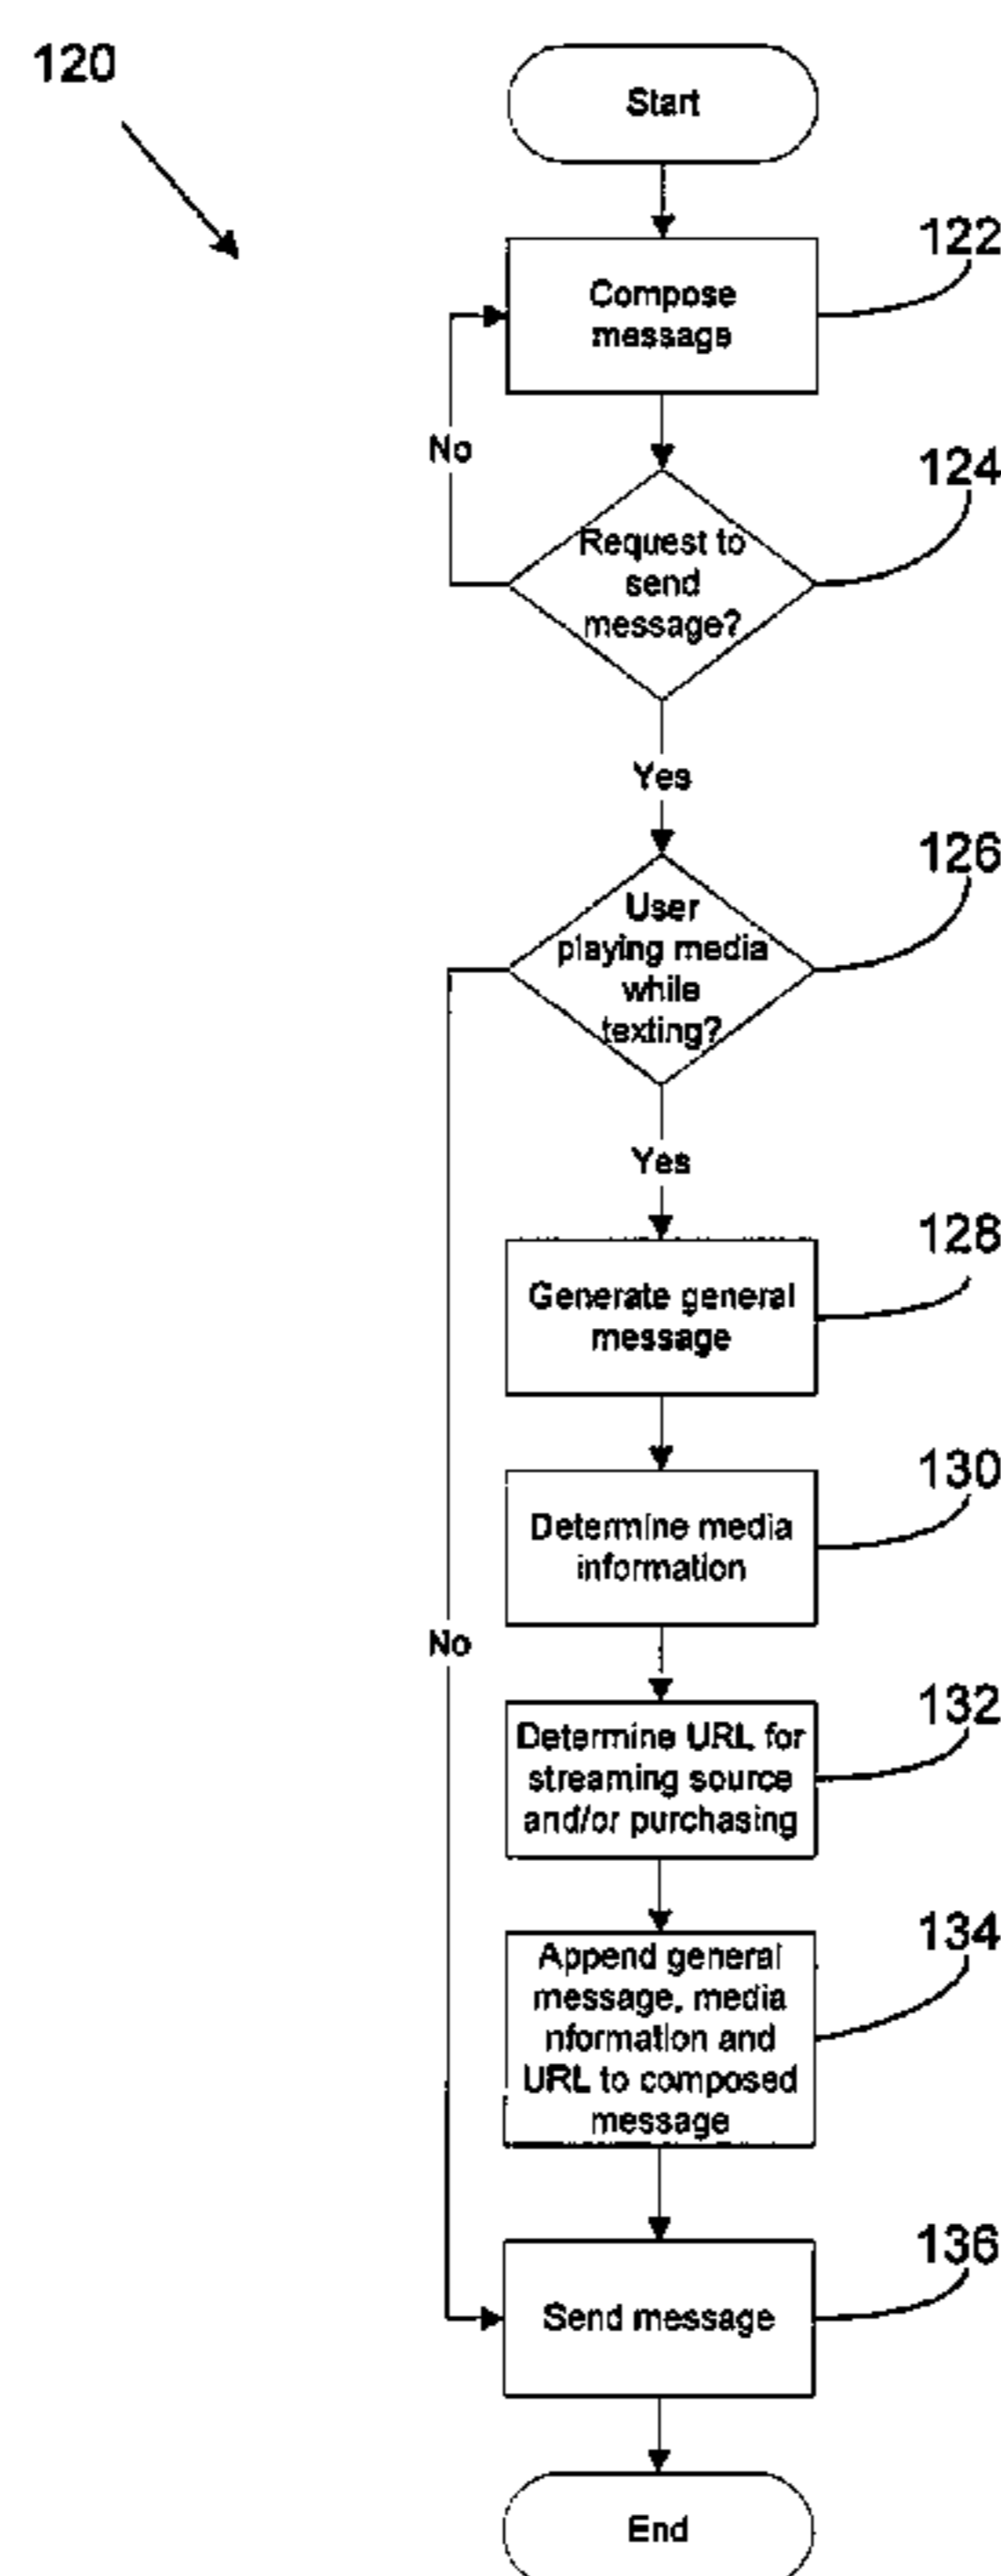 120
Start
122
Compose
message
No
124
Request to
send
message?
Yes
126
User
playing media
while
texting?
Yes
128
Generate general
message
130
Determine media
information
No
132
Determine URL for
streaming source
and/or purchasing
134
Append general
message, media
nformation and
URL to composed
message
136
Send message
End